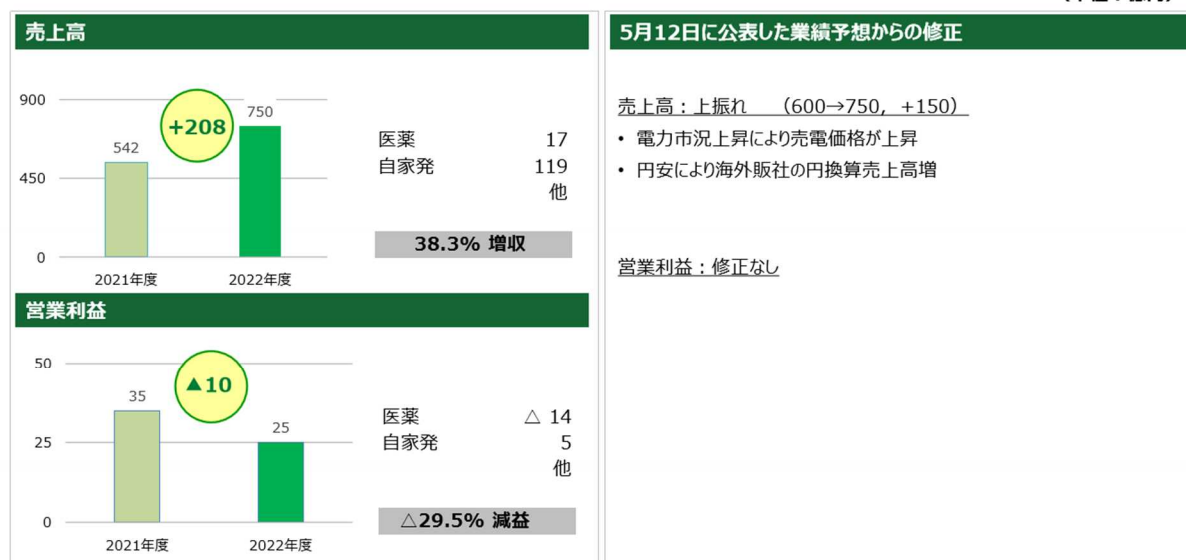 売上高
900
450
0
542
+208
750
2021年度
2022年度
医薬 17
自家発 119
他
38.3% 増収
営業利益
50
25
0
35
▲10
25
2021年度
2022年度
医薬 △ 14
自家発 5
他
△29.5% 減益
5月12日に公表した業績予想からの修正
売上高：上振れ （600→750, +150）
• 電力市況上昇により売電価格が上昇
• 円安により海外販社の円換算売上高増
営業利益：修正なし